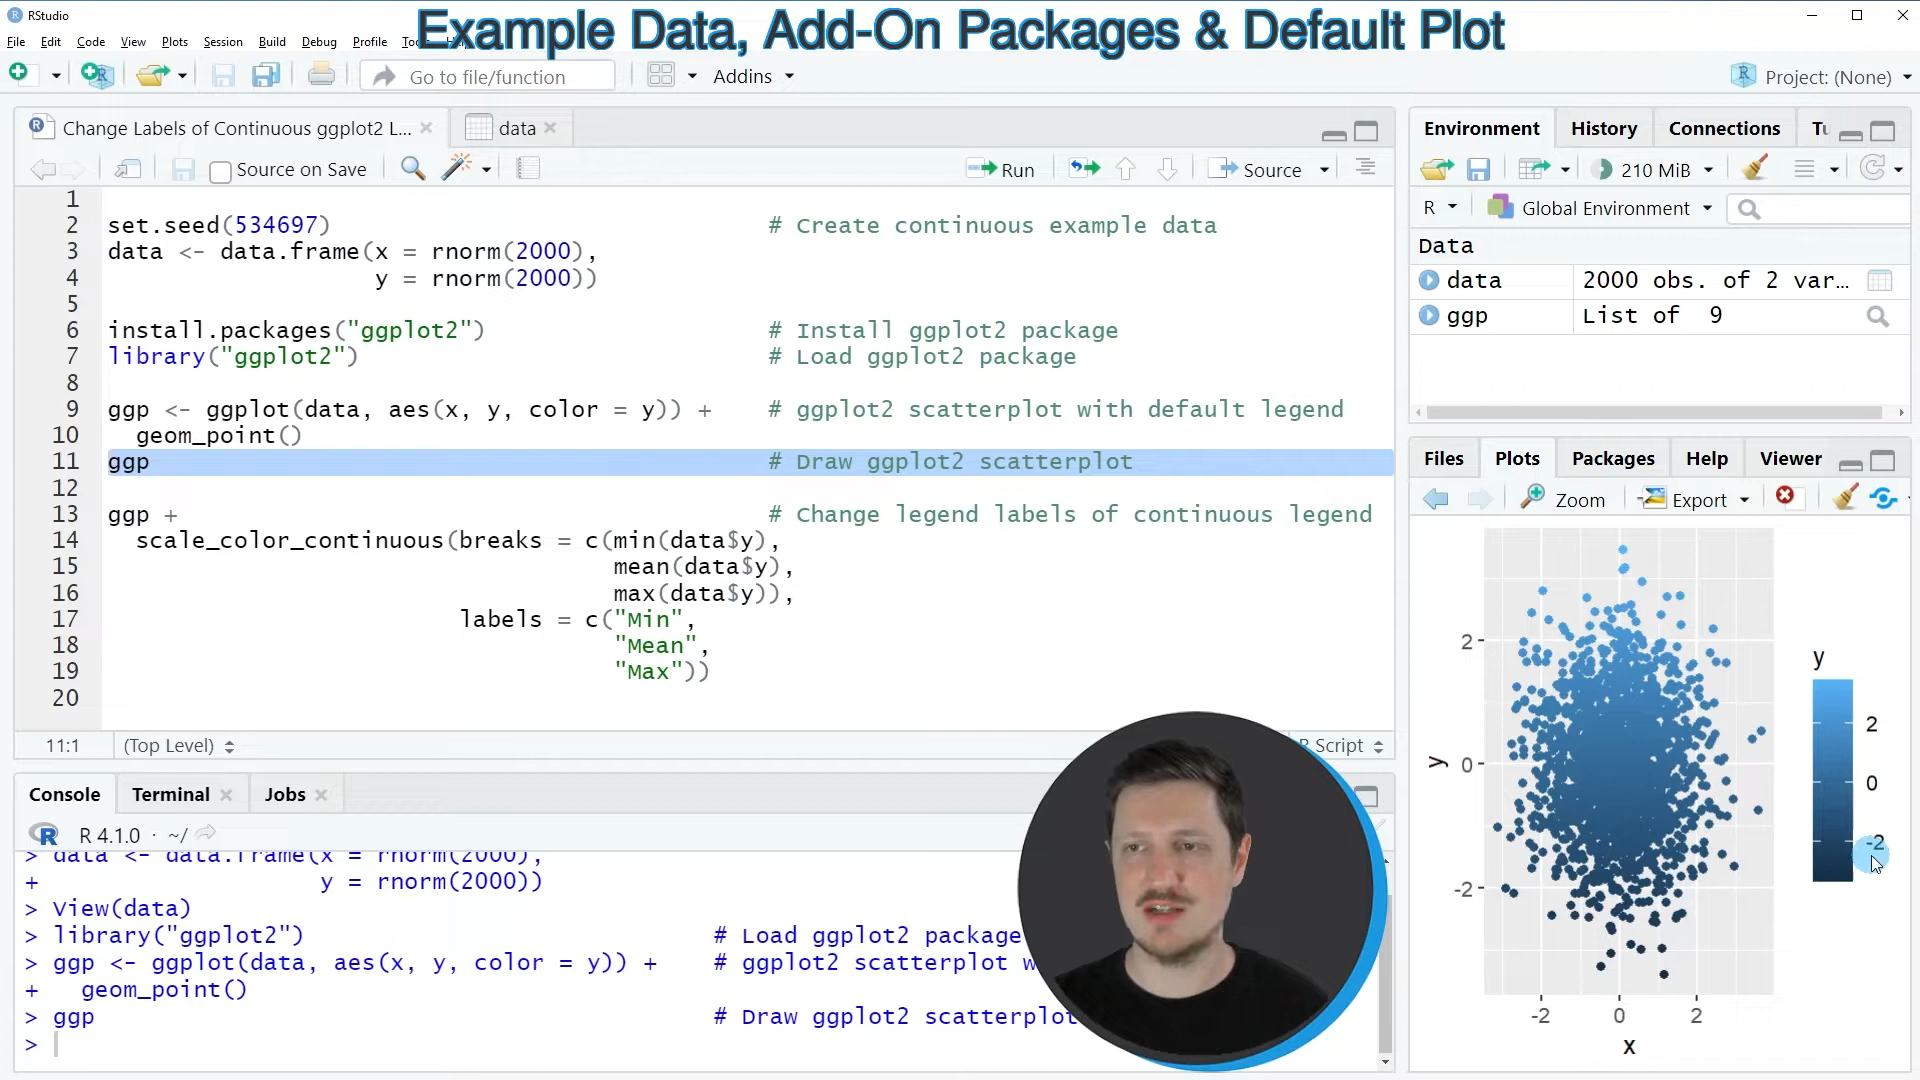 RStudio
Example Data, Add-On Packages & Default Plot
File Edit Code View Plots Session Build Debug Profile
Go to file/function
Addins
Project: (None)
Change Labels of Continuous ggplot2 L...
data
Source on Save
Run
Source
1
2 set.seed(534697) # Create continuous example data
3 data <- data.frame(x = rnorm(2000),
4 y = rnorm(2000))
5
6 install.packages("ggplot2") # Install ggplot2 package
7 library("ggplot2") # Load ggplot2 package
8
9 ggp <- ggplot(data, aes(x, y, color = y)) + # ggplot2 scatterplot with default legend
10 geom_point()
11 ggp # Draw ggplot2 scatterplot
12
13 ggp + # Change legend labels of continuous legend
14 scale_color_continuous(breaks = c(min(data$y),
15 mean(data$y),
16 max(data$y)),
17 labels = c("Min",
18 "Mean",
19 "Max"))
20
11:1 (Top Level) R Script
Console Terminal Jobs
R 4.1.0 · ~/
> data <- data.frame(x = rnorm(2000),
+ y = rnorm(2000))
> View(data)
> library("ggplot2") # Load ggplot2 package
> ggp <- ggplot(data, aes(x, y, color = y)) + # ggplot2 scatterplot
+ geom_point()
> ggp # Draw ggplot2 scatterplot
>
Environment History Connections
210 MiB
R Global Environment
Data
data 2000 obs. of 2 var...
ggp List of 9
Files Plots Packages Help Viewer
Zoom Export
y
2
0
-2
-2 0 2
x
y
2
0
-2